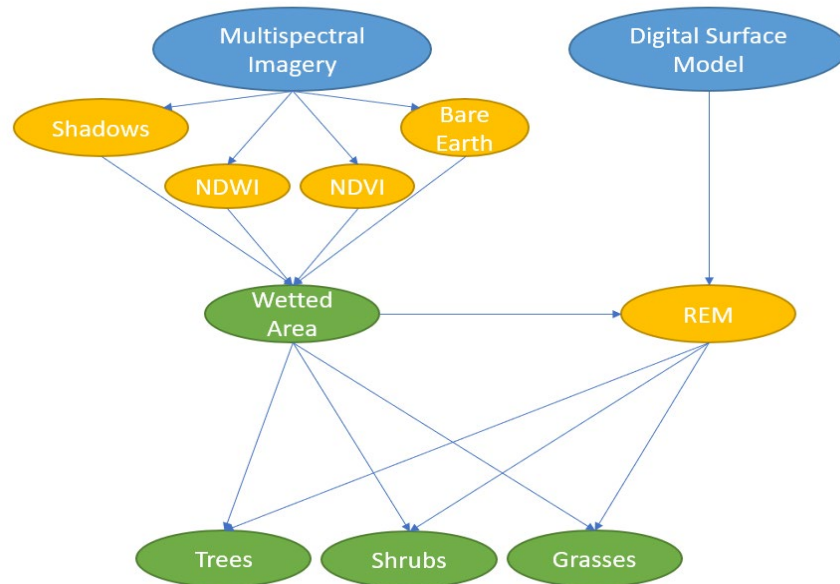 Multispectral
Imagery
Digital Surface
Model
Shadows
Bare
Earth
NDWI
NDVI
Wetted
Area
REM
Trees
Shrubs
Grasses